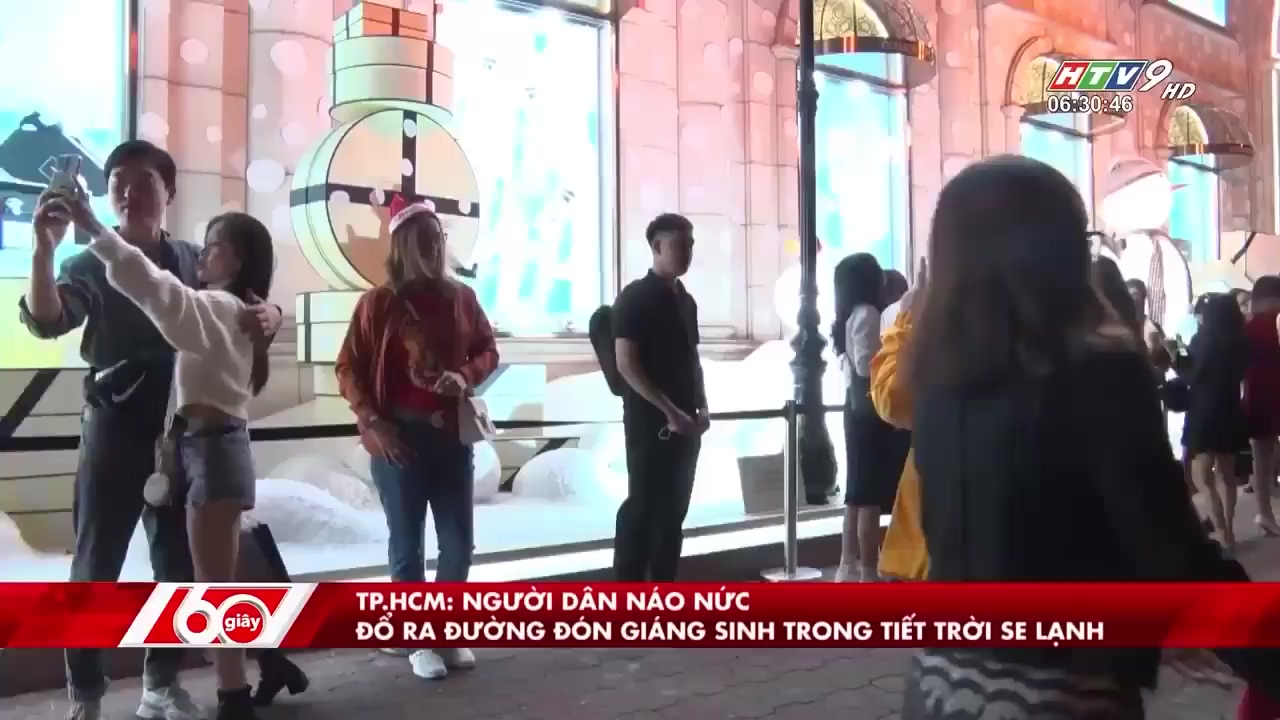 HTV9 HD
06:30:46
60 giây
TP.HCM: NGƯỜI DÂN NÁO NỨC
ĐỔ RA ĐƯỜNG ĐÓN GIÁNG SINH TRONG TIẾT TRỜI SE LẠNH